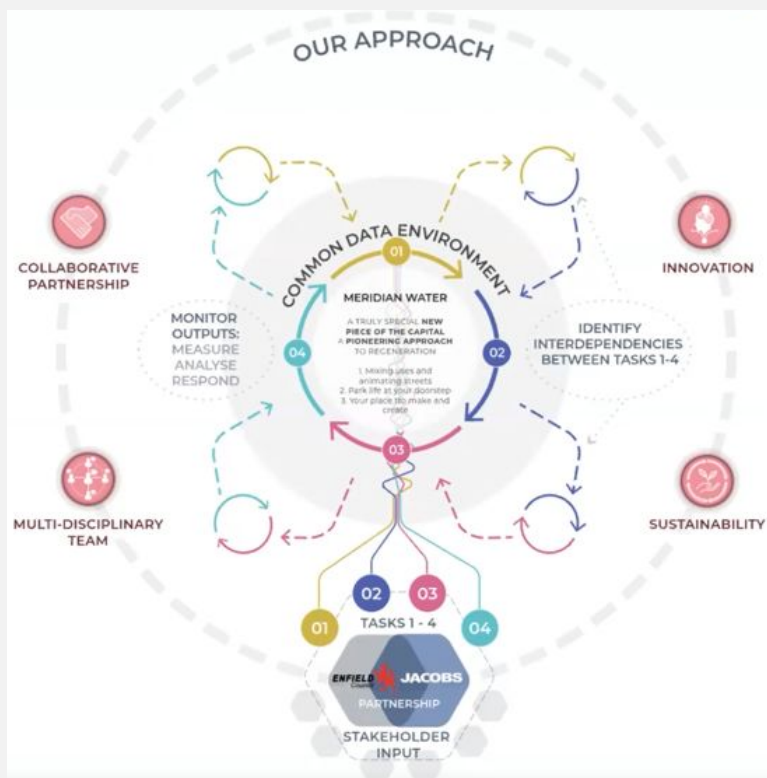 OUR APPROACH
COLLABORATIVE
PARTNERSHIP
INNOVATION
COMMON DATA ENVIRONMENT
01
MERIDIAN WATER
A TRULY SPECIAL NEW
PIECE OF THE CAPITAL
A PIONEERING APPROACH
TO REGENERATION
1. Mixing uses and
animating streets
2. Park life at your doorstep
3. Your place to make and
create
MONITOR
OUTPUTS:
MEASURE
ANALYSE
RESPOND
04
02
IDENTIFY
INTERDEPENDENCIES
BETWEEN TASKS 1-4
03
MULTI-DISCIPLINARY
TEAM
SUSTAINABILITY
02
03
01
TASKS 1 - 4
04
ENFIELD
Council
JACOBS
PARTNERSHIP
STAKEHOLDER
INPUT